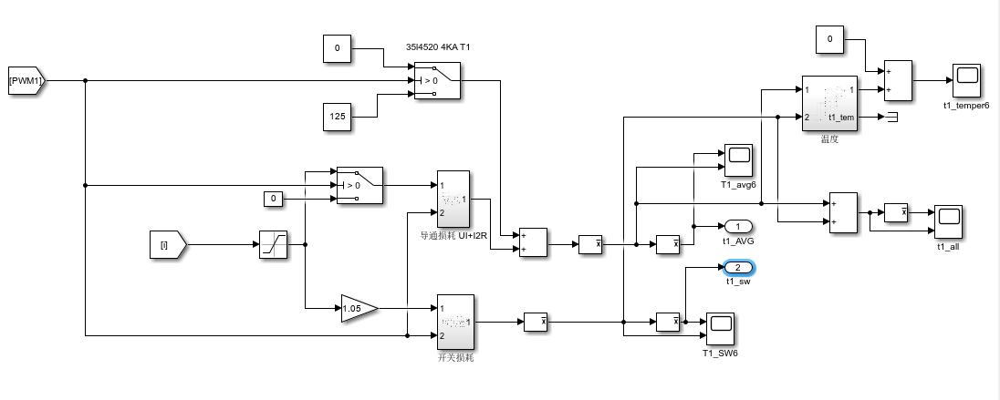 0
35I4520 4KA T1
[PWM1]
> 0
125
0
1
2
1
t1_tem
温度
+
+
t1_temper6
> 0
0
1
2
1
导通损耗 UI+I2R
T1_avg6
[i]
+
+
x
x
1
t1_AVG
+
+
x
t1_all
2
t1_sw
1.05
1
2
1
开关损耗
x
x
T1_SW6